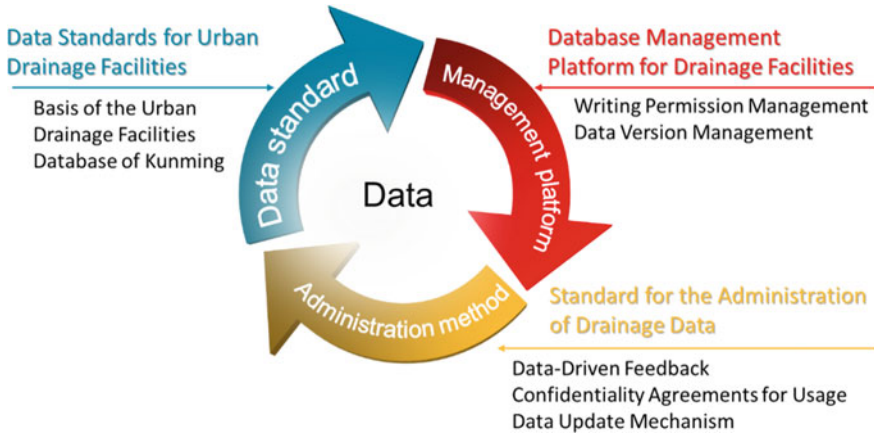 Data Standards for Urban
Drainage Facilities
Basis of the Urban
Drainage Facilities
Database of Kunming
Data standard
Management platform
Data
Administration method
Database Management
Platform for Drainage Facilities
Writing Permission Management
Data Version Management
Standard for the Administration
of Drainage Data
Data-Driven Feedback
Confidentiality Agreements for Usage
Data Update Mechanism